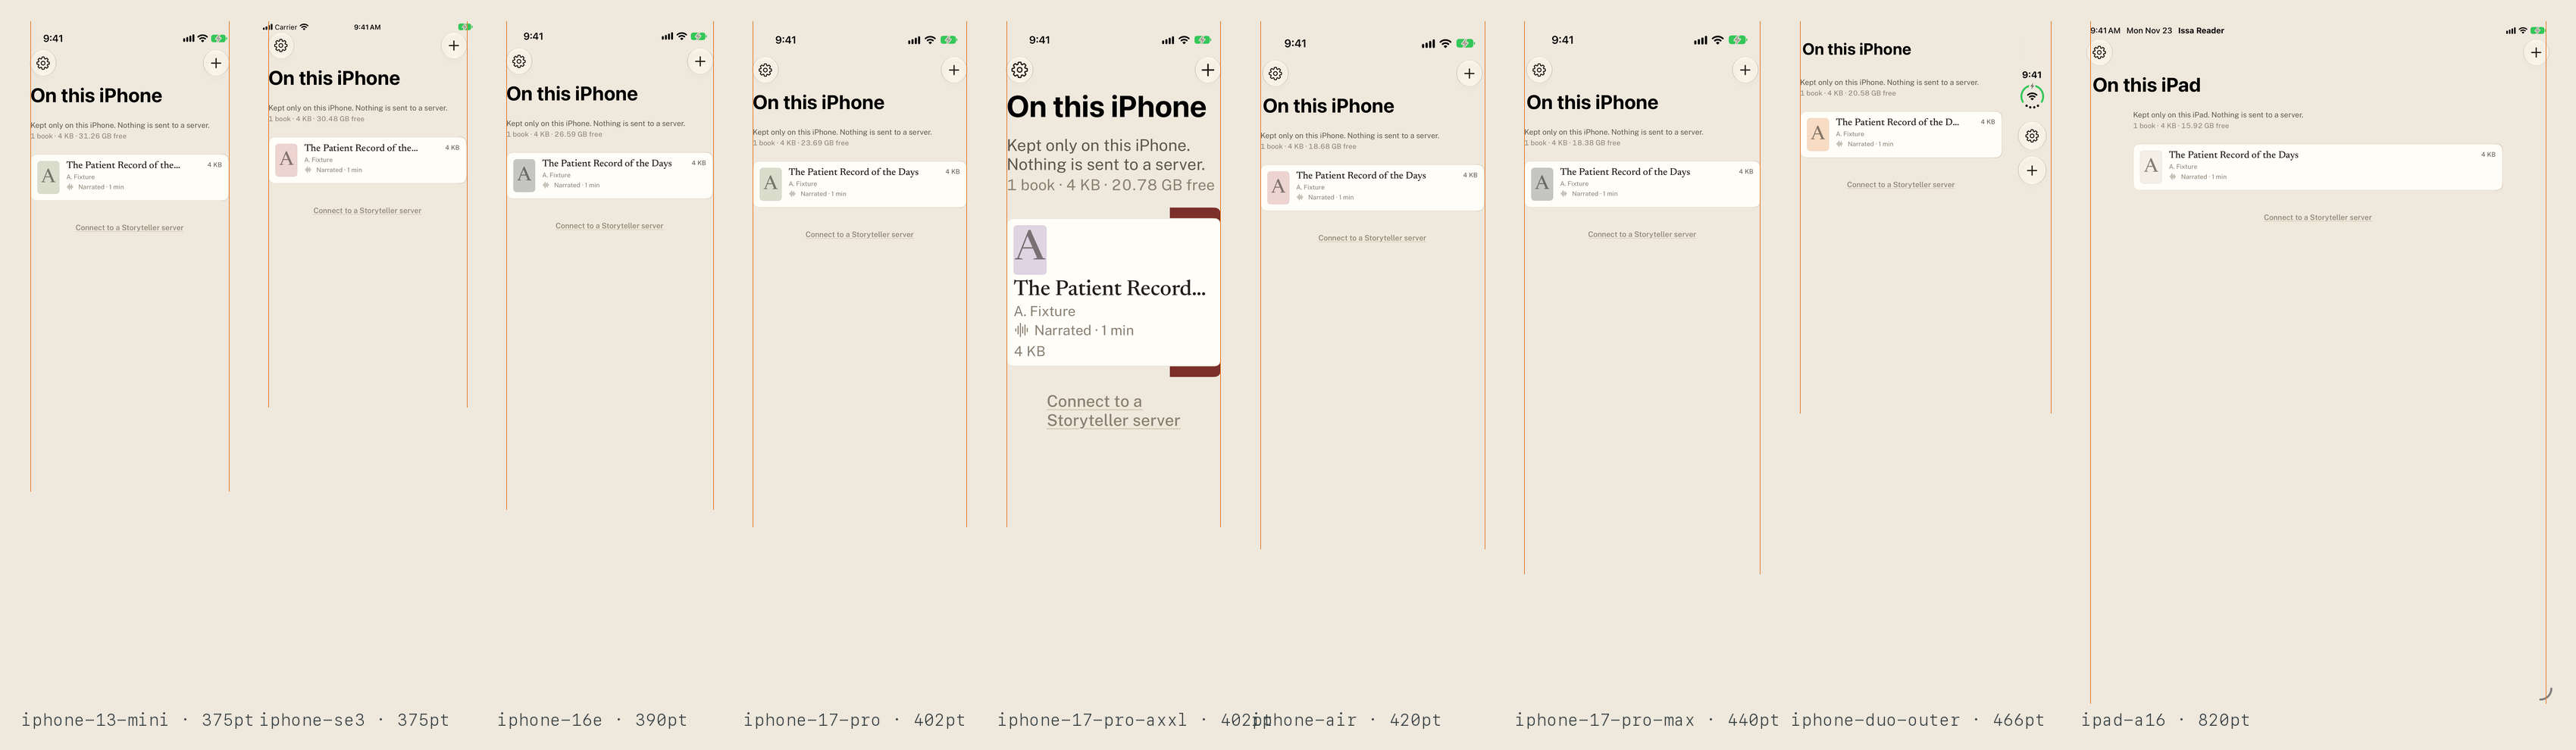 9:41
On this iPhone
Kept only on this iPhone. Nothing is sent to a server.
1 book · 4 KB · 31.26 GB free
A
The Patient Record of the...
4 KB
A. Fixture
Narrated · 1 min
Connect to a Storyteller server
iphone-13-mini · 375pt
Carrier
9:41 AM
On this iPhone
Kept only on this iPhone. Nothing is sent to a server.
1 book · 4 KB · 30.48 GB free
A
The Patient Record of the...
4 KB
A. Fixture
Narrated · 1 min
Connect to a Storyteller server
iphone-se3 · 375pt
9:41
On this iPhone
Kept only on this iPhone. Nothing is sent to a server.
1 book · 4 KB · 26.59 GB free
A
The Patient Record of the Days
4 KB
A. Fixture
Narrated · 1 min
Connect to a Storyteller server
iphone-16e · 390pt
9:41
On this iPhone
Kept only on this iPhone. Nothing is sent to a server.
1 book · 4 KB · 23.69 GB free
A
The Patient Record of the Days
4 KB
A. Fixture
Narrated · 1 min
Connect to a Storyteller server
iphone-17-pro · 402pt
9:41
On this iPhone
Kept only on this iPhone.
Nothing is sent to a server.
1 book · 4 KB · 20.78 GB free
A
The Patient Record...
A. Fixture
Narrated · 1 min
4 KB
Connect to a
Storyteller server
iphone-17-pro-axxl · 402pt
9:41
On this iPhone
Kept only on this iPhone. Nothing is sent to a server.
1 book · 4 KB · 18.68 GB free
A
The Patient Record of the Days
4 KB
A. Fixture
Narrated · 1 min
Connect to a Storyteller server
iphone-air · 420pt
9:41
On this iPhone
Kept only on this iPhone. Nothing is sent to a server.
1 book · 4 KB · 18.38 GB free
A
The Patient Record of the Days
4 KB
A. Fixture
Narrated · 1 min
Connect to a Storyteller server
iphone-17-pro-max · 440pt
On this iPhone
9:41
Kept only on this iPhone. Nothing is sent to a server.
1 book · 4 KB · 20.58 GB free
A
The Patient Record of the D...
4 KB
A. Fixture
Narrated · 1 min
Connect to a Storyteller server
iphone-duo-outer · 466pt
9:41 AM Mon Nov 23 Issa Reader
On this iPad
Kept only on this iPad. Nothing is sent to a server.
1 book · 4 KB · 15.92 GB free
A
The Patient Record of the Days
4 KB
A. Fixture
Narrated · 1 min
Connect to a Storyteller server
ipad-a16 · 820pt